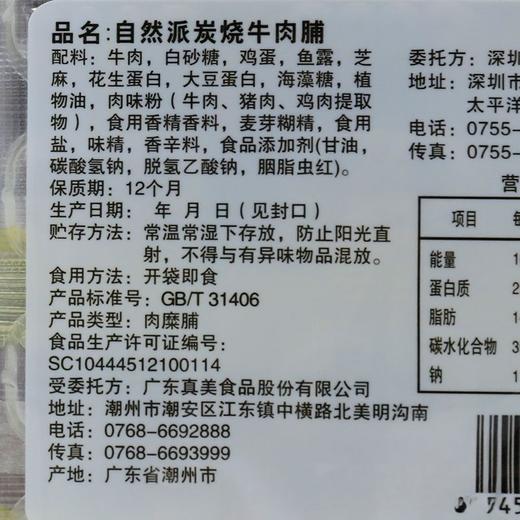 品名：自然派炭烧牛肉脯
配料：牛肉，白砂糖，鸡蛋，鱼露，芝
麻，花生蛋白，大豆蛋白，海藻糖，植
物油，肉味粉（牛肉、猪肉、鸡肉提取
物），食用香精香料，麦芽糊精，食用
盐，味精，香辛料，食品添加剂(甘油，
碳酸氢钠，脱氢乙酸钠，胭脂虫红)。
保质期：12个月
生产日期：　年　月　日（见封口）
贮存方法：常温常湿下存放，防止阳光直
射，不得与有异味物品混放。
食用方法：开袋即食
产品标准号：GB/T 31406
产品类型：肉糜脯
食品生产许可证编号：
SC10444512100114
受委托方：广东真美食品股份有限公司
地址：潮州市潮安区江东镇中横路北美明沟南
电话：0768-6692888
传真：0768-6693999
产地：广东省潮州市
委托方：深圳
地址：深圳市
太平洋
电话：0755-
传真：0755-
营
项目
能量
蛋白质
脂肪
碳水化合物
钠
745